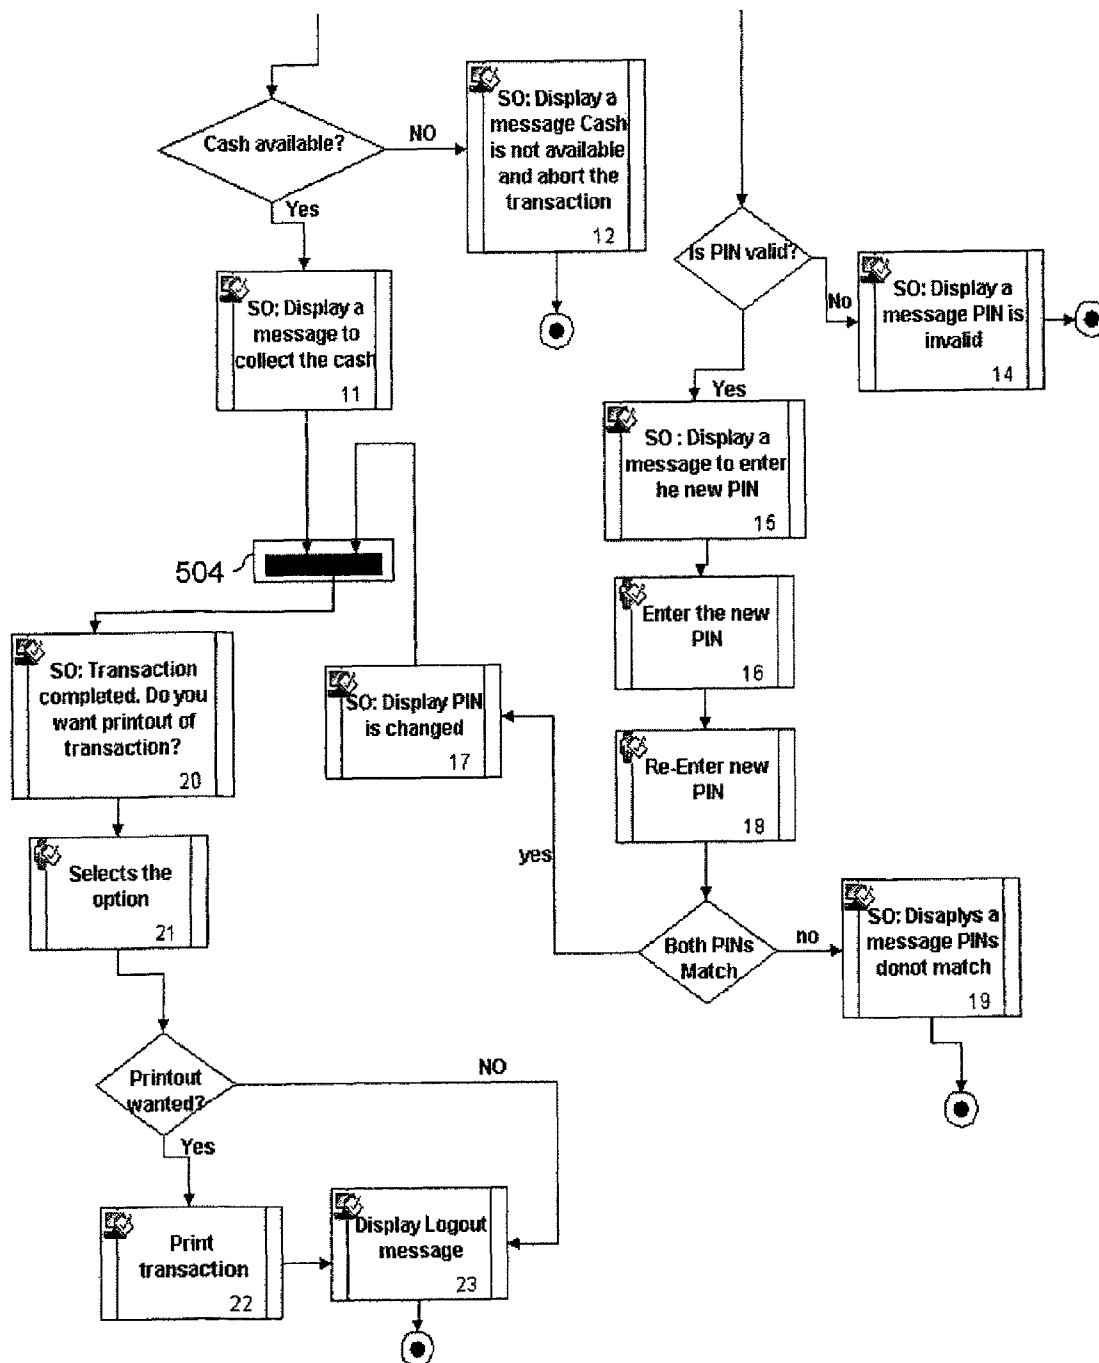 Cash available?
NO
Yes
SO: Display a
message Cash
is not available
and abort the
transaction
12
SO: Display a
message to
collect the cash
11
Is PIN valid?
No
Yes
SO: Display a
message PIN is
invalid
14
SO : Display a
message to enter
he new PIN
15
504
Enter the new
PIN
16
SO: Transaction
completed. Do you
want printout of
transaction?
20
SO: Display PIN
is changed
17
Re-Enter new
PIN
18
yes
Selects the
option
21
Both PINs
Match
no
SO: Disaplys a
message PINs
donot match
19
Printout
wanted?
NO
Yes
Print
transaction
22
Display Logout
message
23